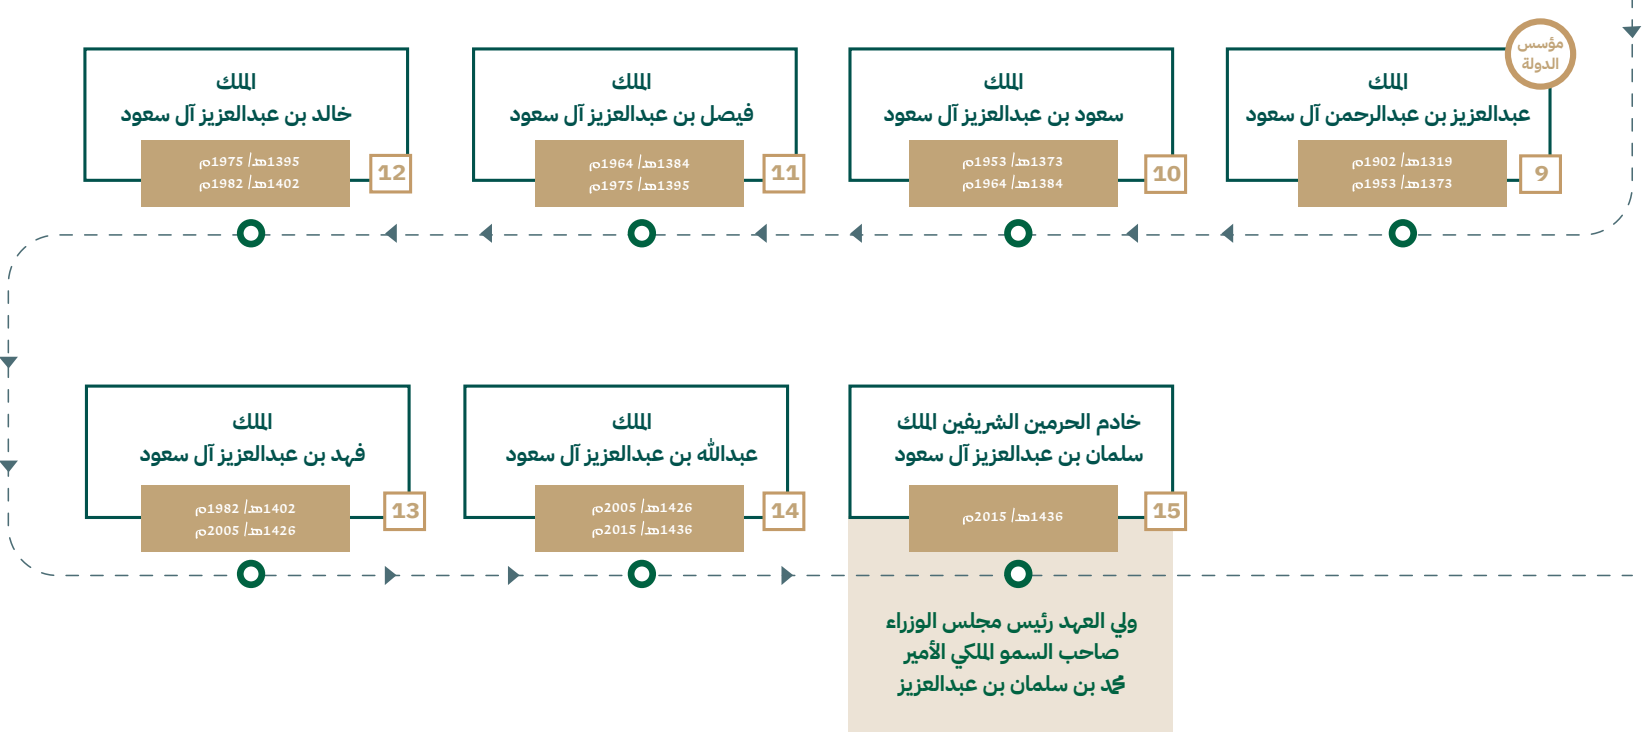 مؤسس
الدولة
الملك
عبدالعزيز بن عبدالرحمن آل سعود
1319هـ/ 1902م
1373هـ/ 1953م
9
الملك
سعود بن عبدالعزيز آل سعود
1373هـ/ 1953م
1384هـ/ 1964م
10
الملك
فيصل بن عبدالعزيز آل سعود
1384هـ/ 1964م
1395هـ/ 1975م
11
الملك
خالد بن عبدالعزيز آل سعود
1395هـ/ 1975م
1402هـ/ 1982م
12
الملك
فهد بن عبدالعزيز آل سعود
1402هـ/ 1982م
1426هـ/ 2005م
13
الملك
عبدالله بن عبدالعزيز آل سعود
1426هـ/ 2005م
1436هـ/ 2015م
14
خادم الحرمين الشريفين الملك
سلمان بن عبدالعزيز آل سعود
1436هـ/ 2015م
15
ولي العهد رئيس مجلس الوزراء
صاحب السمو الملكي الأمير
محمد بن سلمان بن عبدالعزيز